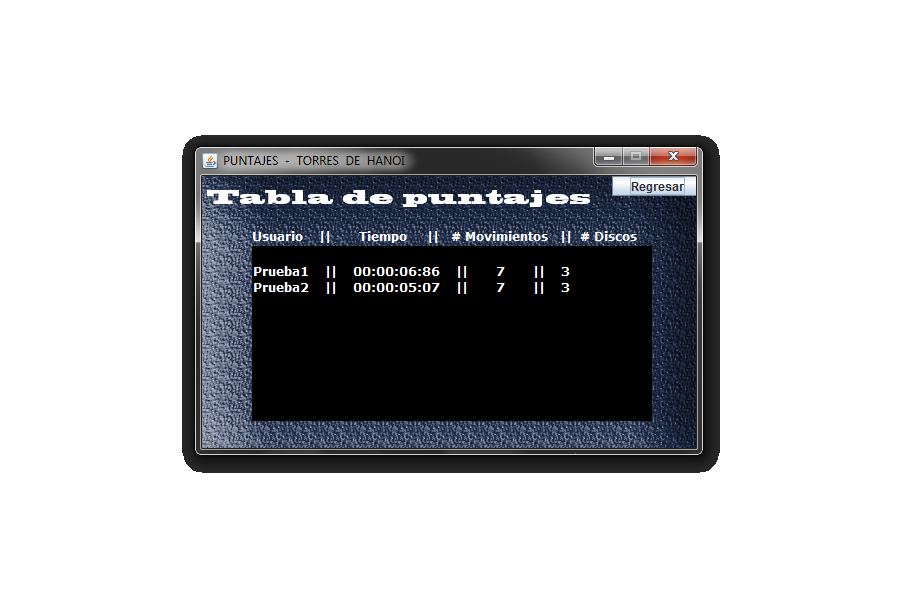 PUNTAJES - TORRES DE HANOI
Regresar
Tabla de puntajes
Usuario || Tiempo || # Movimientos || # Discos
Prueba1 || 00:00:06:86 || 7 || 3
Prueba2 || 00:00:05:07 || 7 || 3